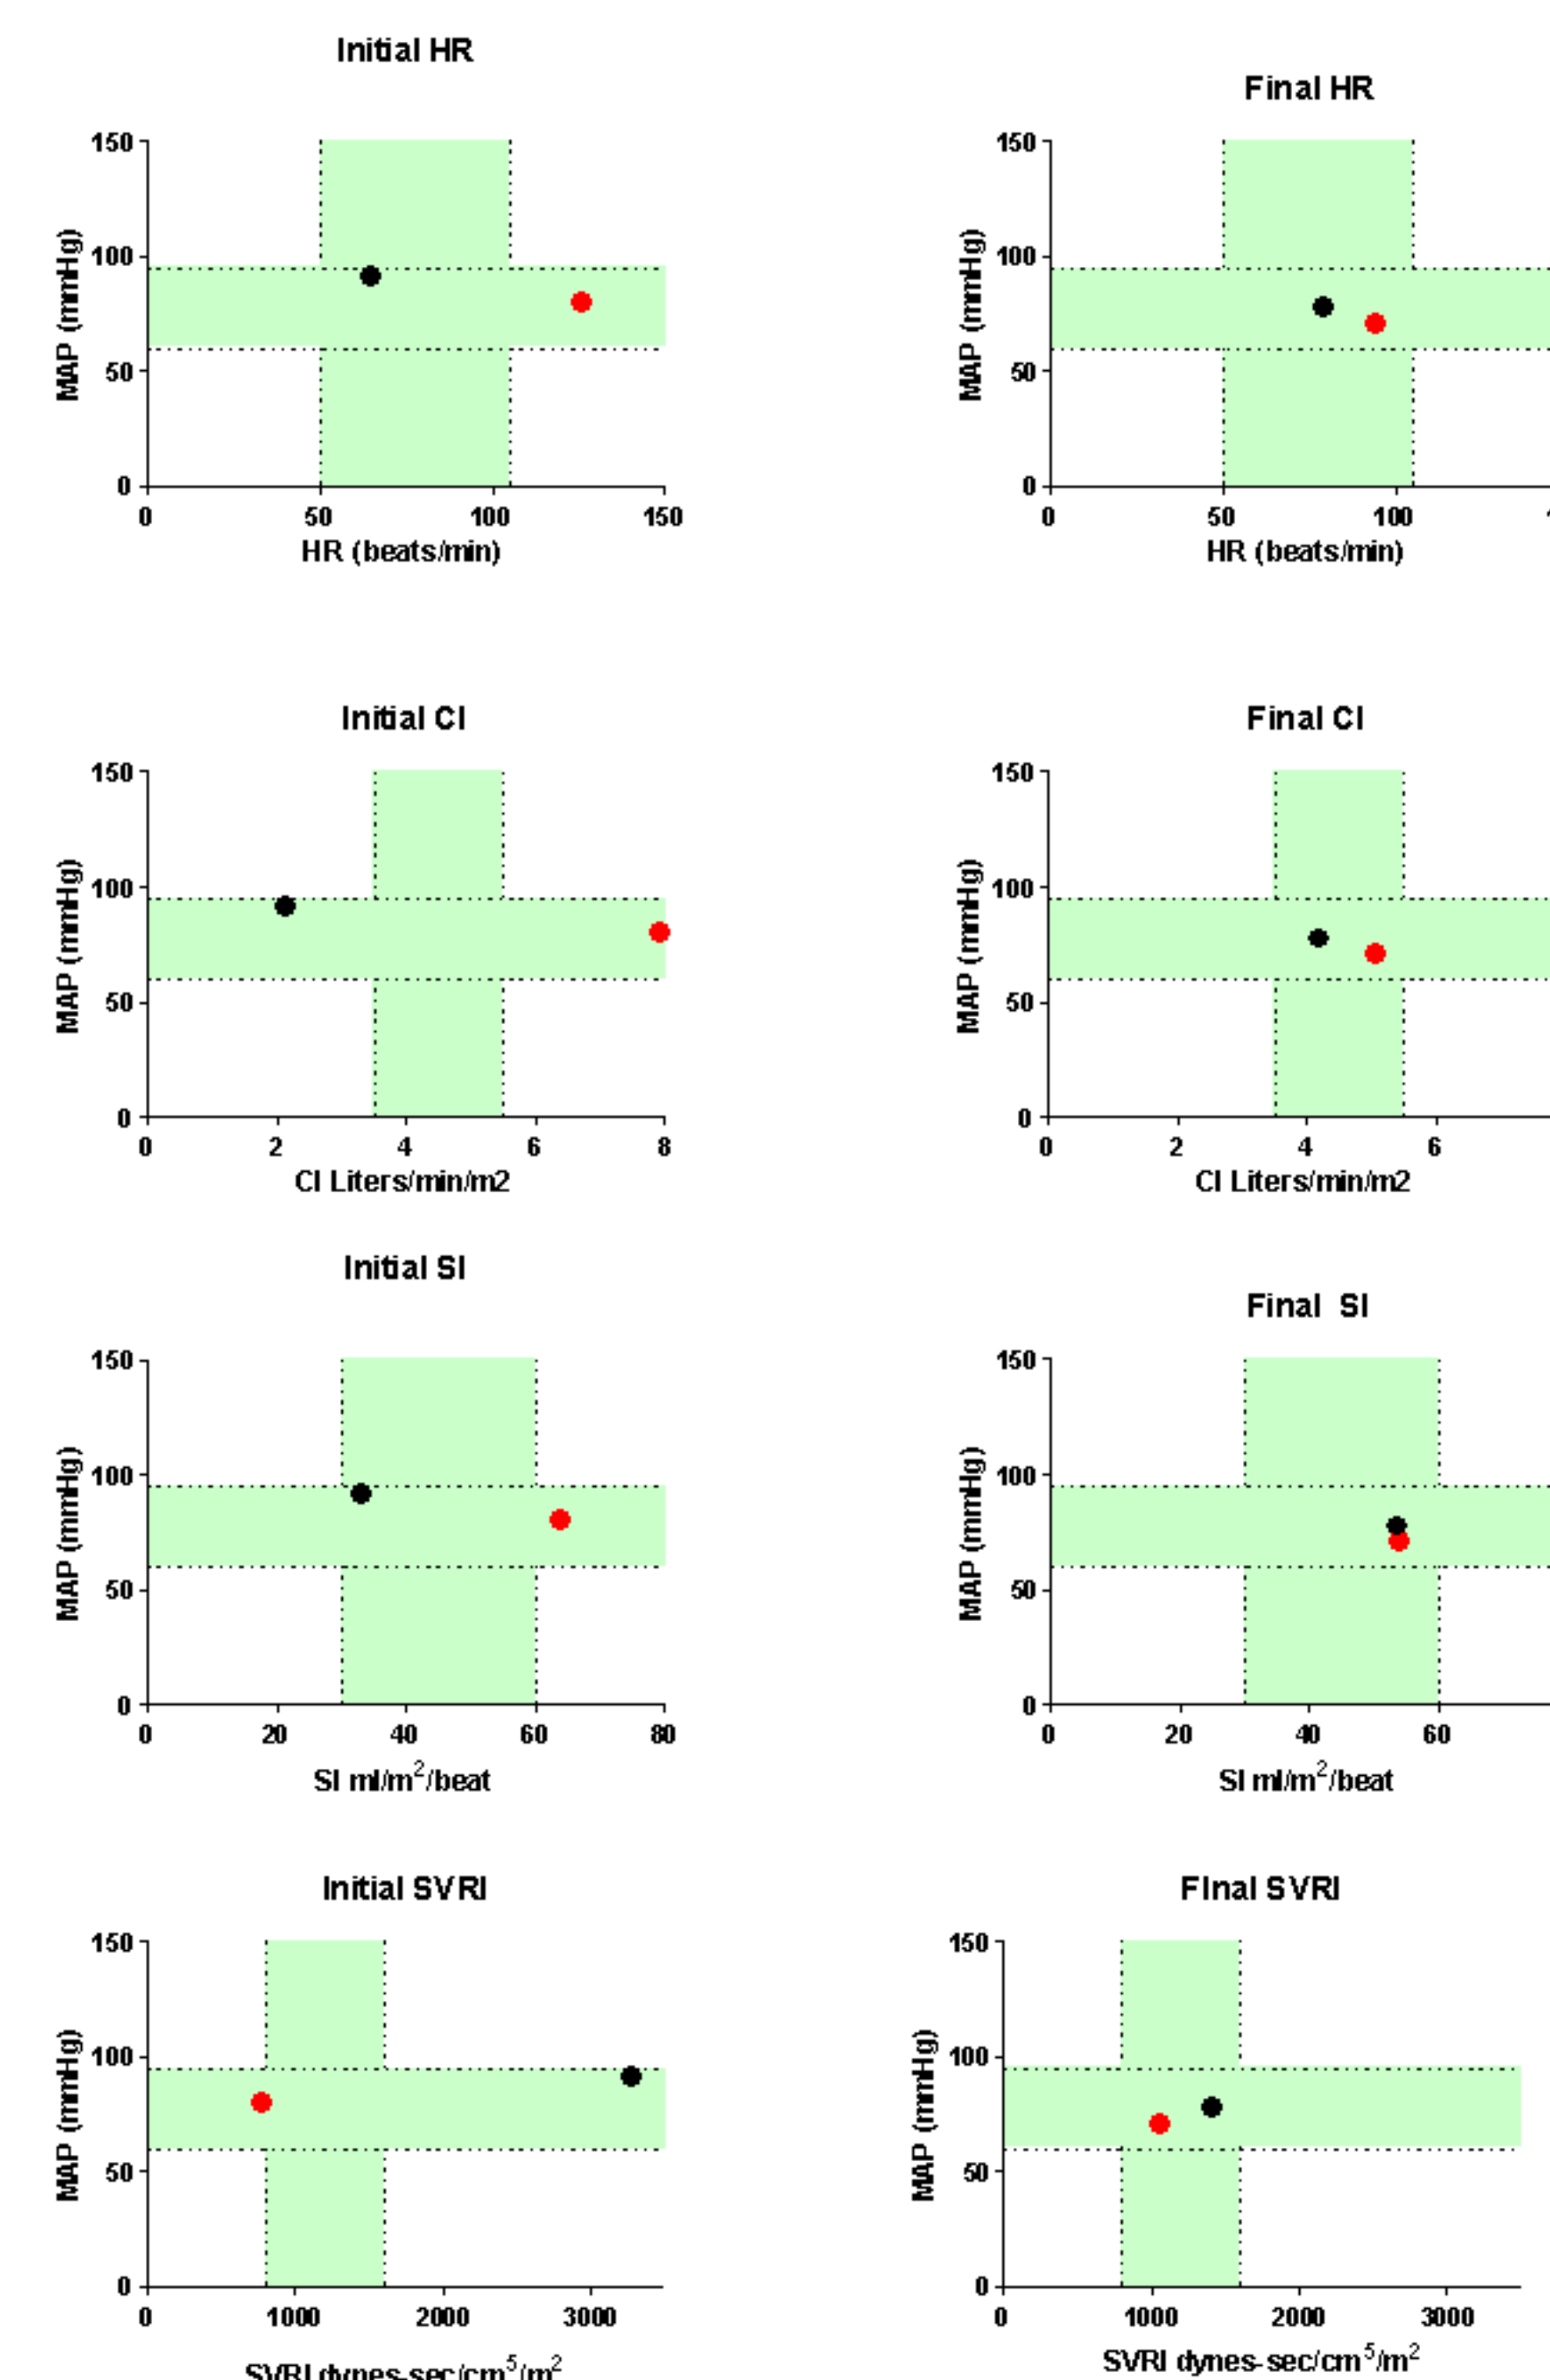 Initial HR
Final HR
150
100
50
0
MAP (mmHg)
0 50 100 150
HR (beats/min)
150
100
50
0
MAP (mmHg)
0 50 100
HR (beats/min)
Initial CI
Final CI
150
100
50
0
MAP (mmHg)
0 2 4 6 8
CI Liters/min/m2
150
100
50
0
MAP (mmHg)
0 2 4 6
CI Liters/min/m2
Initial SI
Final SI
150
100
50
0
MAP (mmHg)
0 20 40 60 80
SI ml/m²/beat
150
100
50
0
MAP (mmHg)
0 20 40 60
SI ml/m²/beat
Initial SVRI
FInal SVRI
150
100
50
0
MAP (mmHg)
0 1000 2000 3000
SVRI dynes-sec/cm⁵/m²
150
100
50
0
MAP (mmHg)
0 1000 2000 3000
SVRI dynes-sec/cm⁵/m²